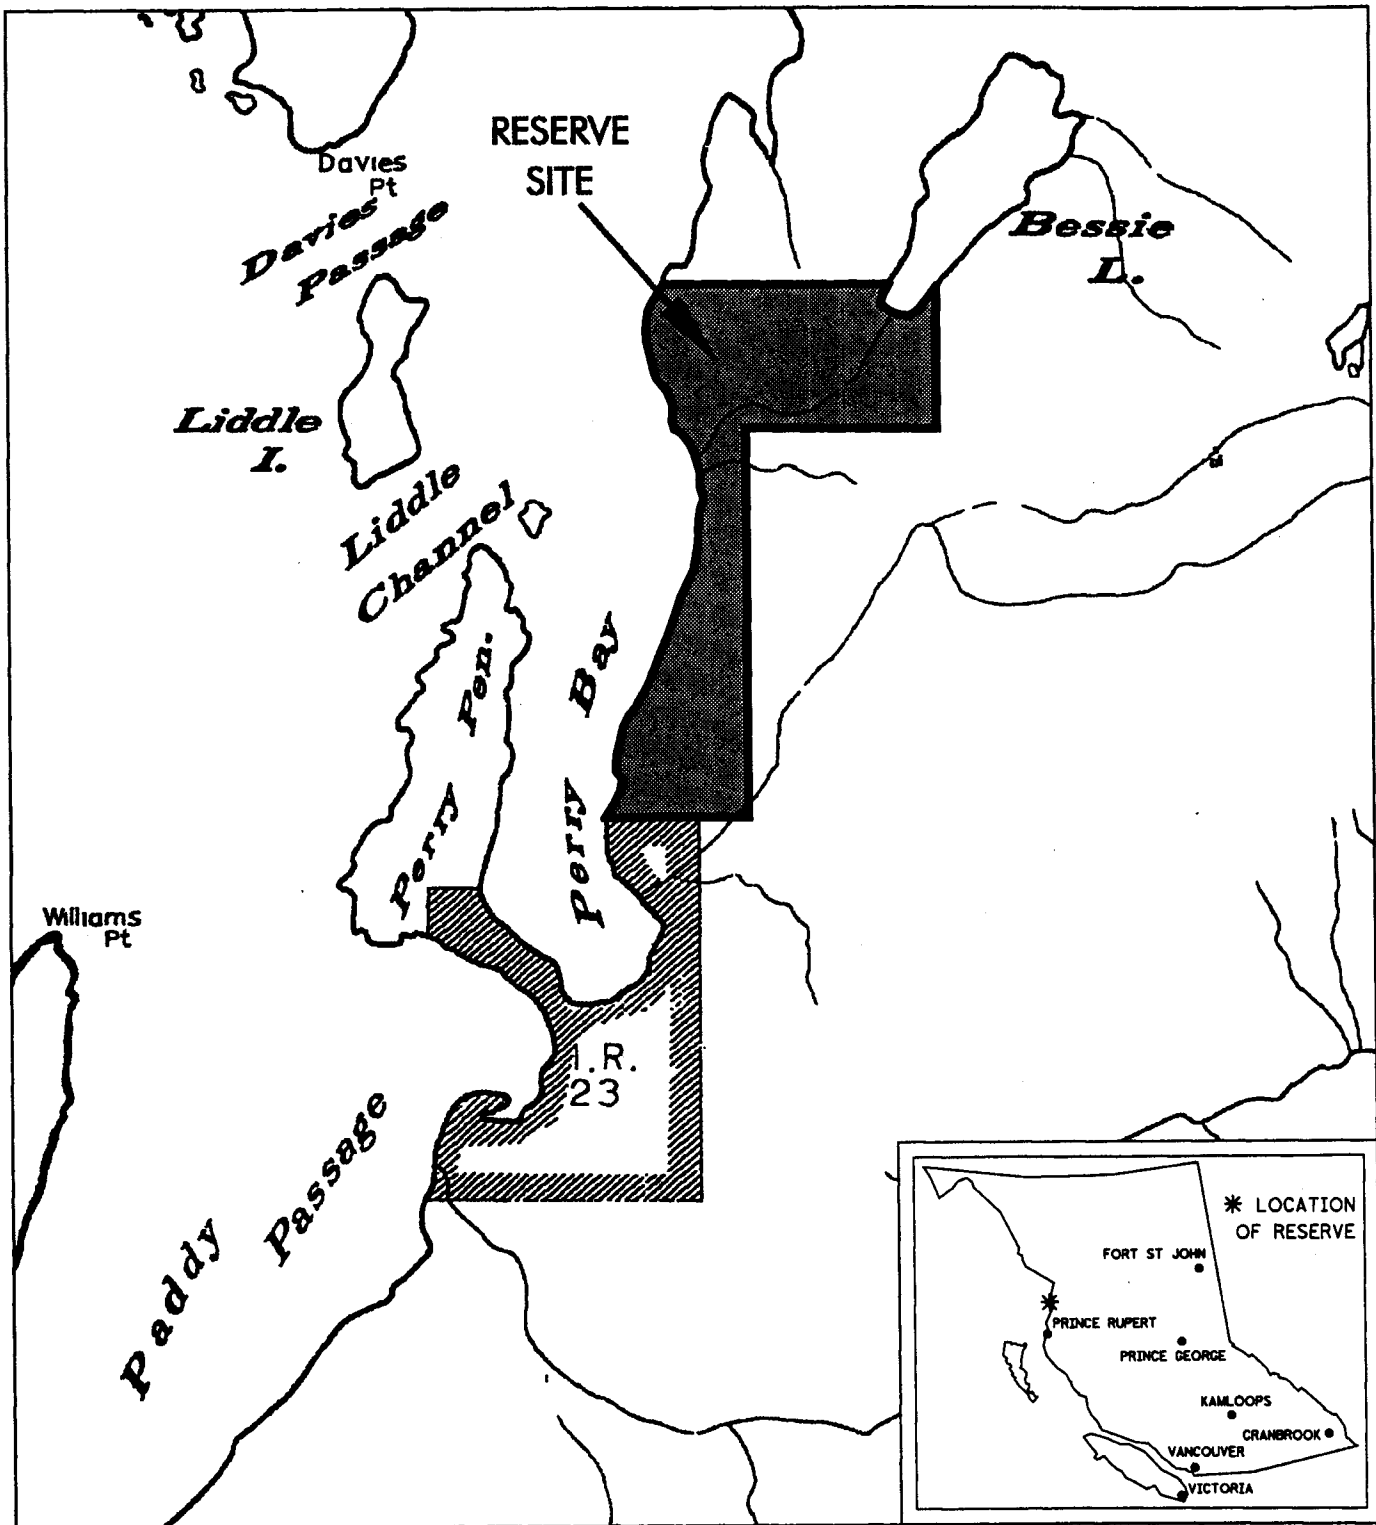 RESERVE
SITE
Davies
Pt
Davies
Passage
Bessie
L.
Liddle
I.
Liddle
Channel
Perry Pen.
Perry Bay
Williams
Pt
I.R.
23
Paddy Passage
✳ LOCATION
OF RESERVE
FORT ST JOHN
PRINCE RUPERT
PRINCE GEORGE
KAMLOOPS
CRANBROOK
VANCOUVER
VICTORIA